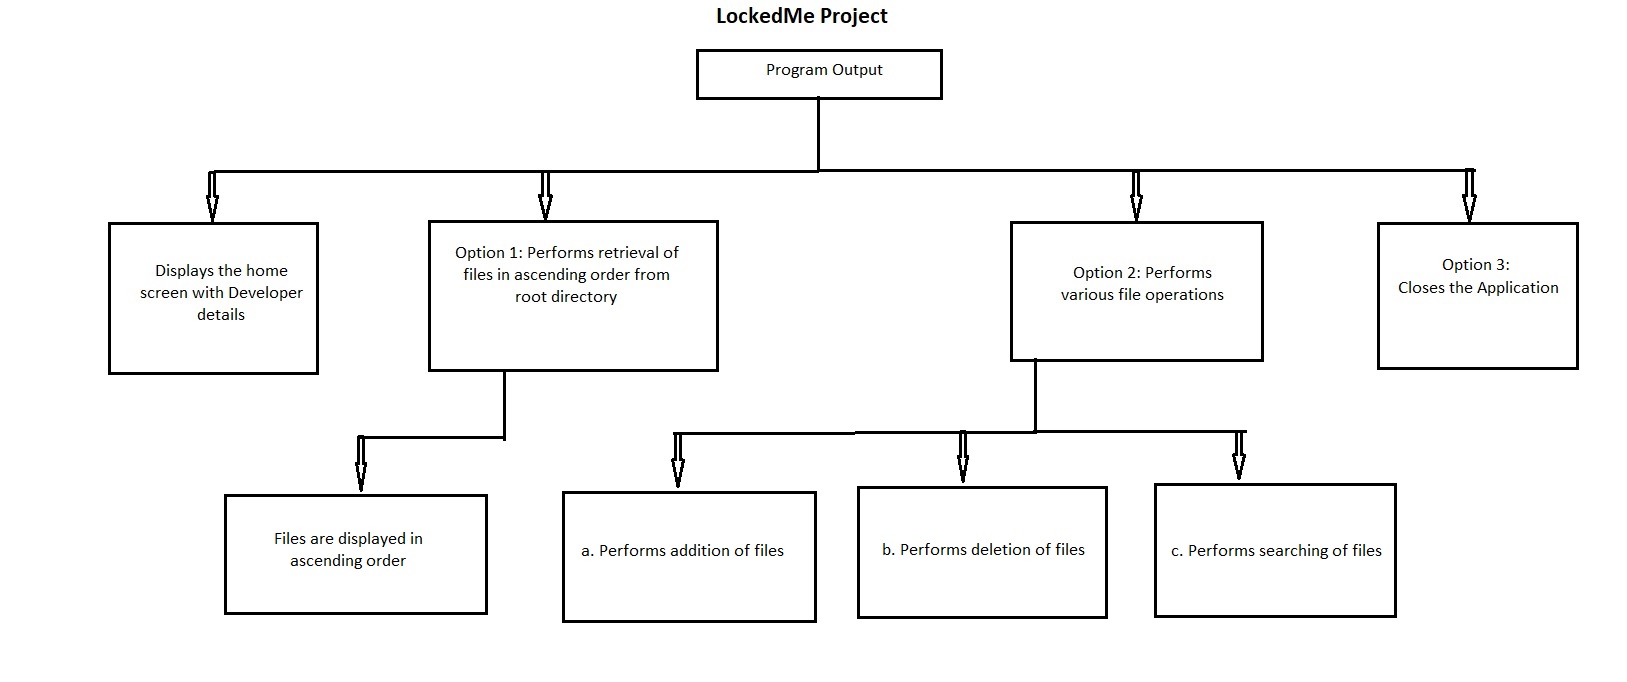 LockedMe Project
Program Output
Displays the home
screen with Developer
details
Option 1: Performs retrieval of
files in ascending order from
root directory
Option 2: Performs
various file operations
Option 3:
Closes the Application
Files are displayed in
ascending order
a. Performs addition of files
b. Performs deletion of files
c. Performs searching of files